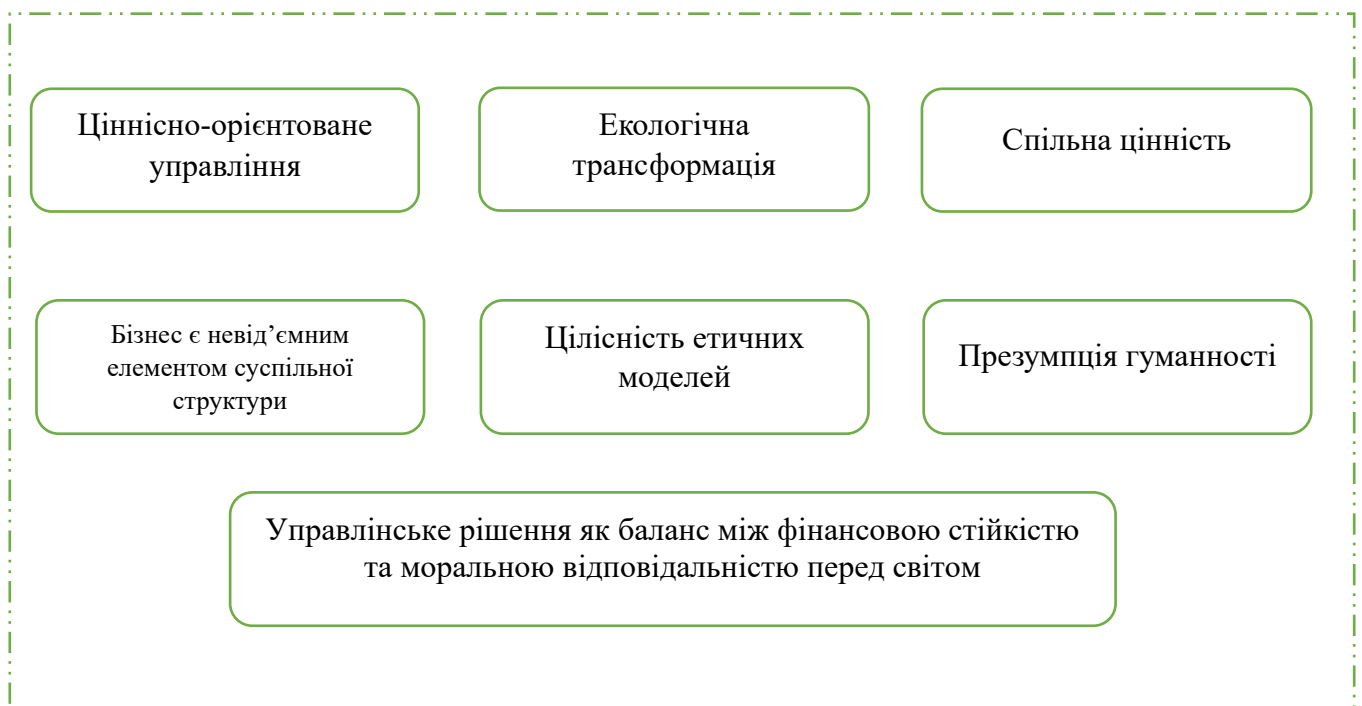 Ціннісно-орієнтоване
управління
Екологічна
трансформація
Спільна цінність
Бізнес є невід’ємним
елементом суспільної
структури
Цілісність етичних
моделей
Презумпція гуманності
Управлінське рішення як баланс між фінансовою стійкістю
та моральною відповідальністю перед світом